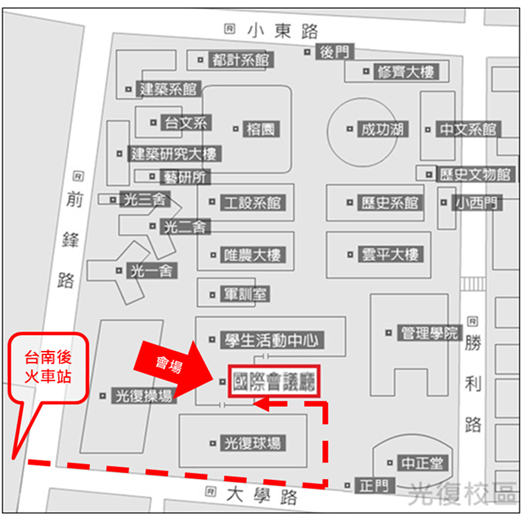 小東路
後門
都計系館
修齊大樓
建築系館
台文系
榕園
成功湖
中文系館
建築研究大樓
藝研所
歷史文物館
前鋒路
光三舍
工設系館
歷史系館
小西門
光二舍
唯農大樓
雲平大樓
光一舍
軍訓室
台南後
火車站
學生活動中心
管理學院
勝利路
會場
國際會議廳
光復操場
光復球場
中正堂
正門
大學路
光復校區